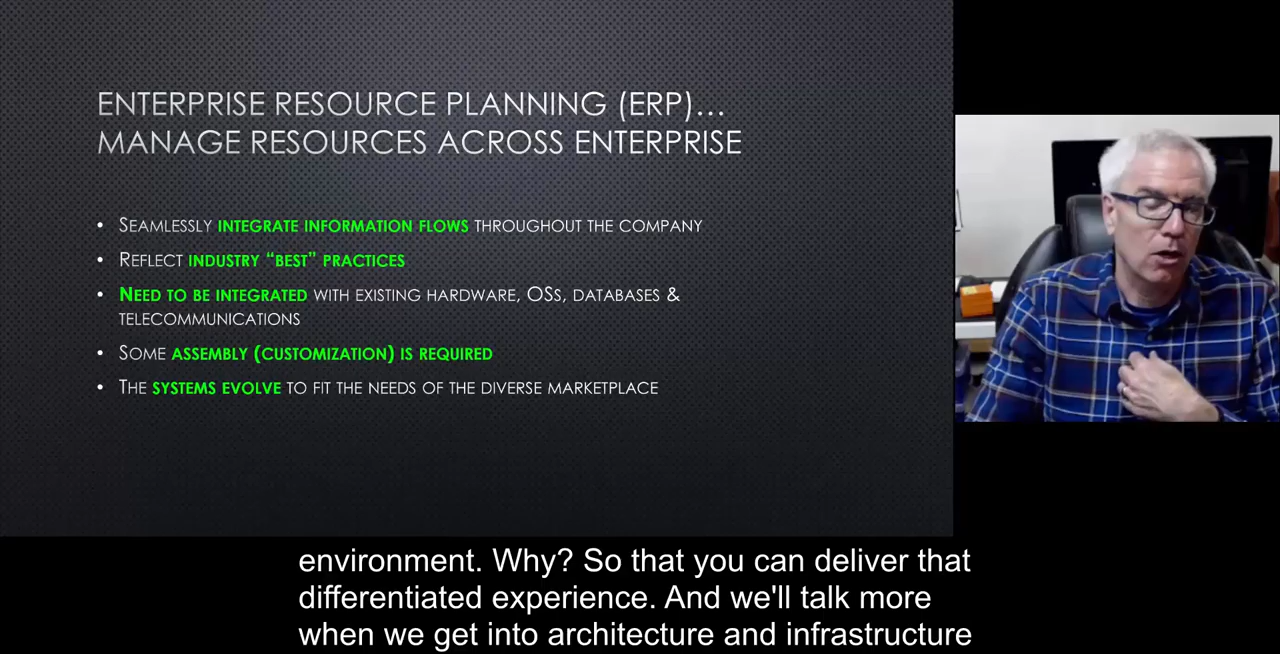 ENTERPRISE RESOURCE PLANNING (ERP)…
MANAGE RESOURCES ACROSS ENTERPRISE
• SEAMLESSLY INTEGRATE INFORMATION FLOWS THROUGHOUT THE COMPANY
• REFLECT INDUSTRY “BEST” PRACTICES
• NEED TO BE INTEGRATED WITH EXISTING HARDWARE, OSS, DATABASES &
TELECOMMUNICATIONS
• SOME ASSEMBLY (CUSTOMIZATION) IS REQUIRED
• THE SYSTEMS EVOLVE TO FIT THE NEEDS OF THE DIVERSE MARKETPLACE
environment. Why? So that you can deliver that
differentiated experience. And we'll talk more
when we get into architecture and infrastructure